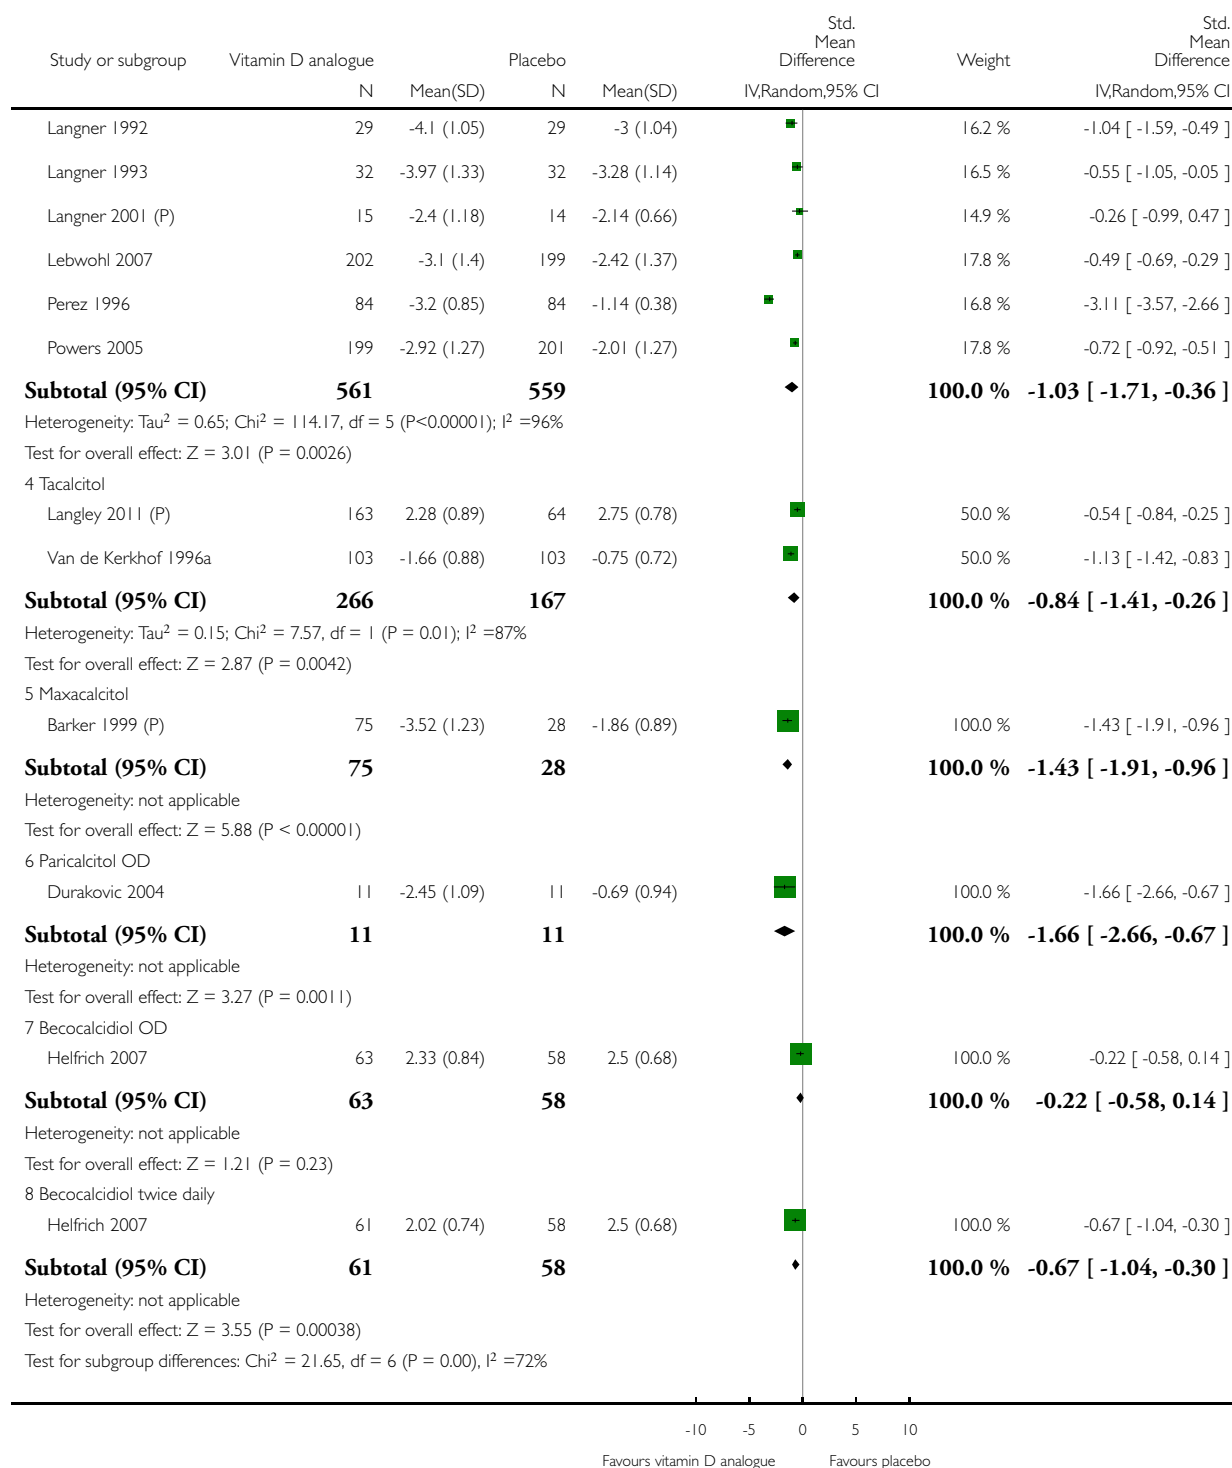 Study or subgroup Vitamin D analogue Placebo Std. Mean Difference Weight Std. Mean Difference
N Mean(SD) N Mean(SD) IV,Random,95% CI IV,Random,95% CI
Langner 1992 29 -4.1 (1.05) 29 -3 (1.04) 16.2 % -1.04 [ -1.59, -0.49 ]
Langner 1993 32 -3.97 (1.33) 32 -3.28 (1.14) 16.5 % -0.55 [ -1.05, -0.05 ]
Langner 2001 (P) 15 -2.4 (1.18) 14 -2.14 (0.66) 14.9 % -0.26 [ -0.99, 0.47 ]
Lebwohl 2007 202 -3.1 (1.4) 199 -2.42 (1.37) 17.8 % -0.49 [ -0.69, -0.29 ]
Perez 1996 84 -3.2 (0.85) 84 -1.14 (0.38) 16.8 % -3.11 [ -3.57, -2.66 ]
Powers 2005 199 -2.92 (1.27) 201 -2.01 (1.27) 17.8 % -0.72 [ -0.92, -0.51 ]
Subtotal (95% CI) 561 559 100.0 % -1.03 [ -1.71, -0.36 ]
Heterogeneity: Tau² = 0.65; Chi² = 114.17, df = 5 (P<0.00001); I² =96%
Test for overall effect: Z = 3.01 (P = 0.0026)
4 Tacalcitol
Langley 2011 (P) 163 2.28 (0.89) 64 2.75 (0.78) 50.0 % -0.54 [ -0.84, -0.25 ]
Van de Kerkhof 1996a 103 -1.66 (0.88) 103 -0.75 (0.72) 50.0 % -1.13 [ -1.42, -0.83 ]
Subtotal (95% CI) 266 167 100.0 % -0.84 [ -1.41, -0.26 ]
Heterogeneity: Tau² = 0.15; Chi² = 7.57, df = 1 (P = 0.01); I² =87%
Test for overall effect: Z = 2.87 (P = 0.0042)
5 Maxacalcitol
Barker 1999 (P) 75 -3.52 (1.23) 28 -1.86 (0.89) 100.0 % -1.43 [ -1.91, -0.96 ]
Subtotal (95% CI) 75 28 100.0 % -1.43 [ -1.91, -0.96 ]
Heterogeneity: not applicable
Test for overall effect: Z = 5.88 (P < 0.00001)
6 Paricalcitol OD
Durakovic 2004 11 -2.45 (1.09) 11 -0.69 (0.94) 100.0 % -1.66 [ -2.66, -0.67 ]
Subtotal (95% CI) 11 11 100.0 % -1.66 [ -2.66, -0.67 ]
Heterogeneity: not applicable
Test for overall effect: Z = 3.27 (P = 0.0011)
7 Becocalcidiol OD
Helfrich 2007 63 2.33 (0.84) 58 2.5 (0.68) 100.0 % -0.22 [ -0.58, 0.14 ]
Subtotal (95% CI) 63 58 100.0 % -0.22 [ -0.58, 0.14 ]
Heterogeneity: not applicable
Test for overall effect: Z = 1.21 (P = 0.23)
8 Becocalcidiol twice daily
Helfrich 2007 61 2.02 (0.74) 58 2.5 (0.68) 100.0 % -0.67 [ -1.04, -0.30 ]
Subtotal (95% CI) 61 58 100.0 % -0.67 [ -1.04, -0.30 ]
Heterogeneity: not applicable
Test for overall effect: Z = 3.55 (P = 0.00038)
Test for subgroup differences: Chi² = 21.65, df = 6 (P = 0.00), I² =72%
-10 -5 0 5 10
Favours vitamin D analogue Favours placebo